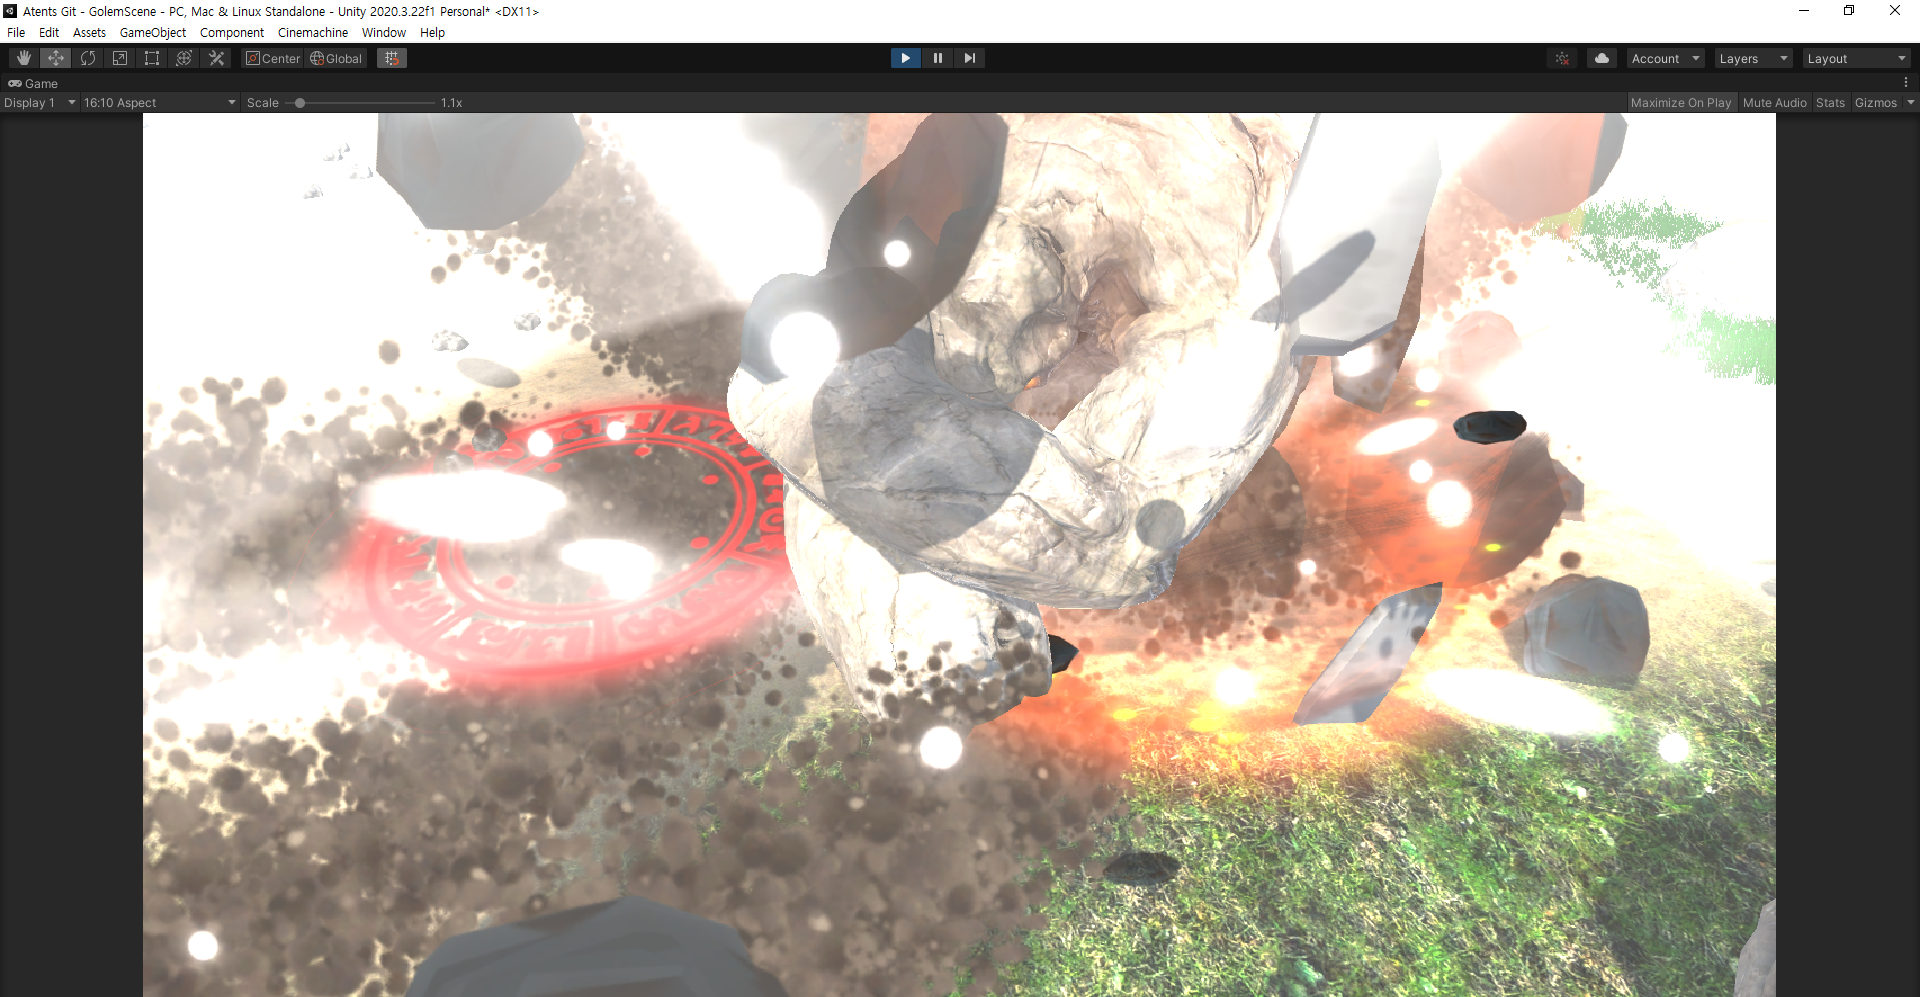 Atents Git - GolemScene - PC, Mac & Linux Standalone - Unity 2020.3.22f1 Personal* <DX11>
File Edit Assets GameObject Component Cinemachine Window Help
Center Global Account Layers Layout
Game
Display 1 16:10 Aspect Scale 1.1x Maximize On Play Mute Audio Stats Gizmos